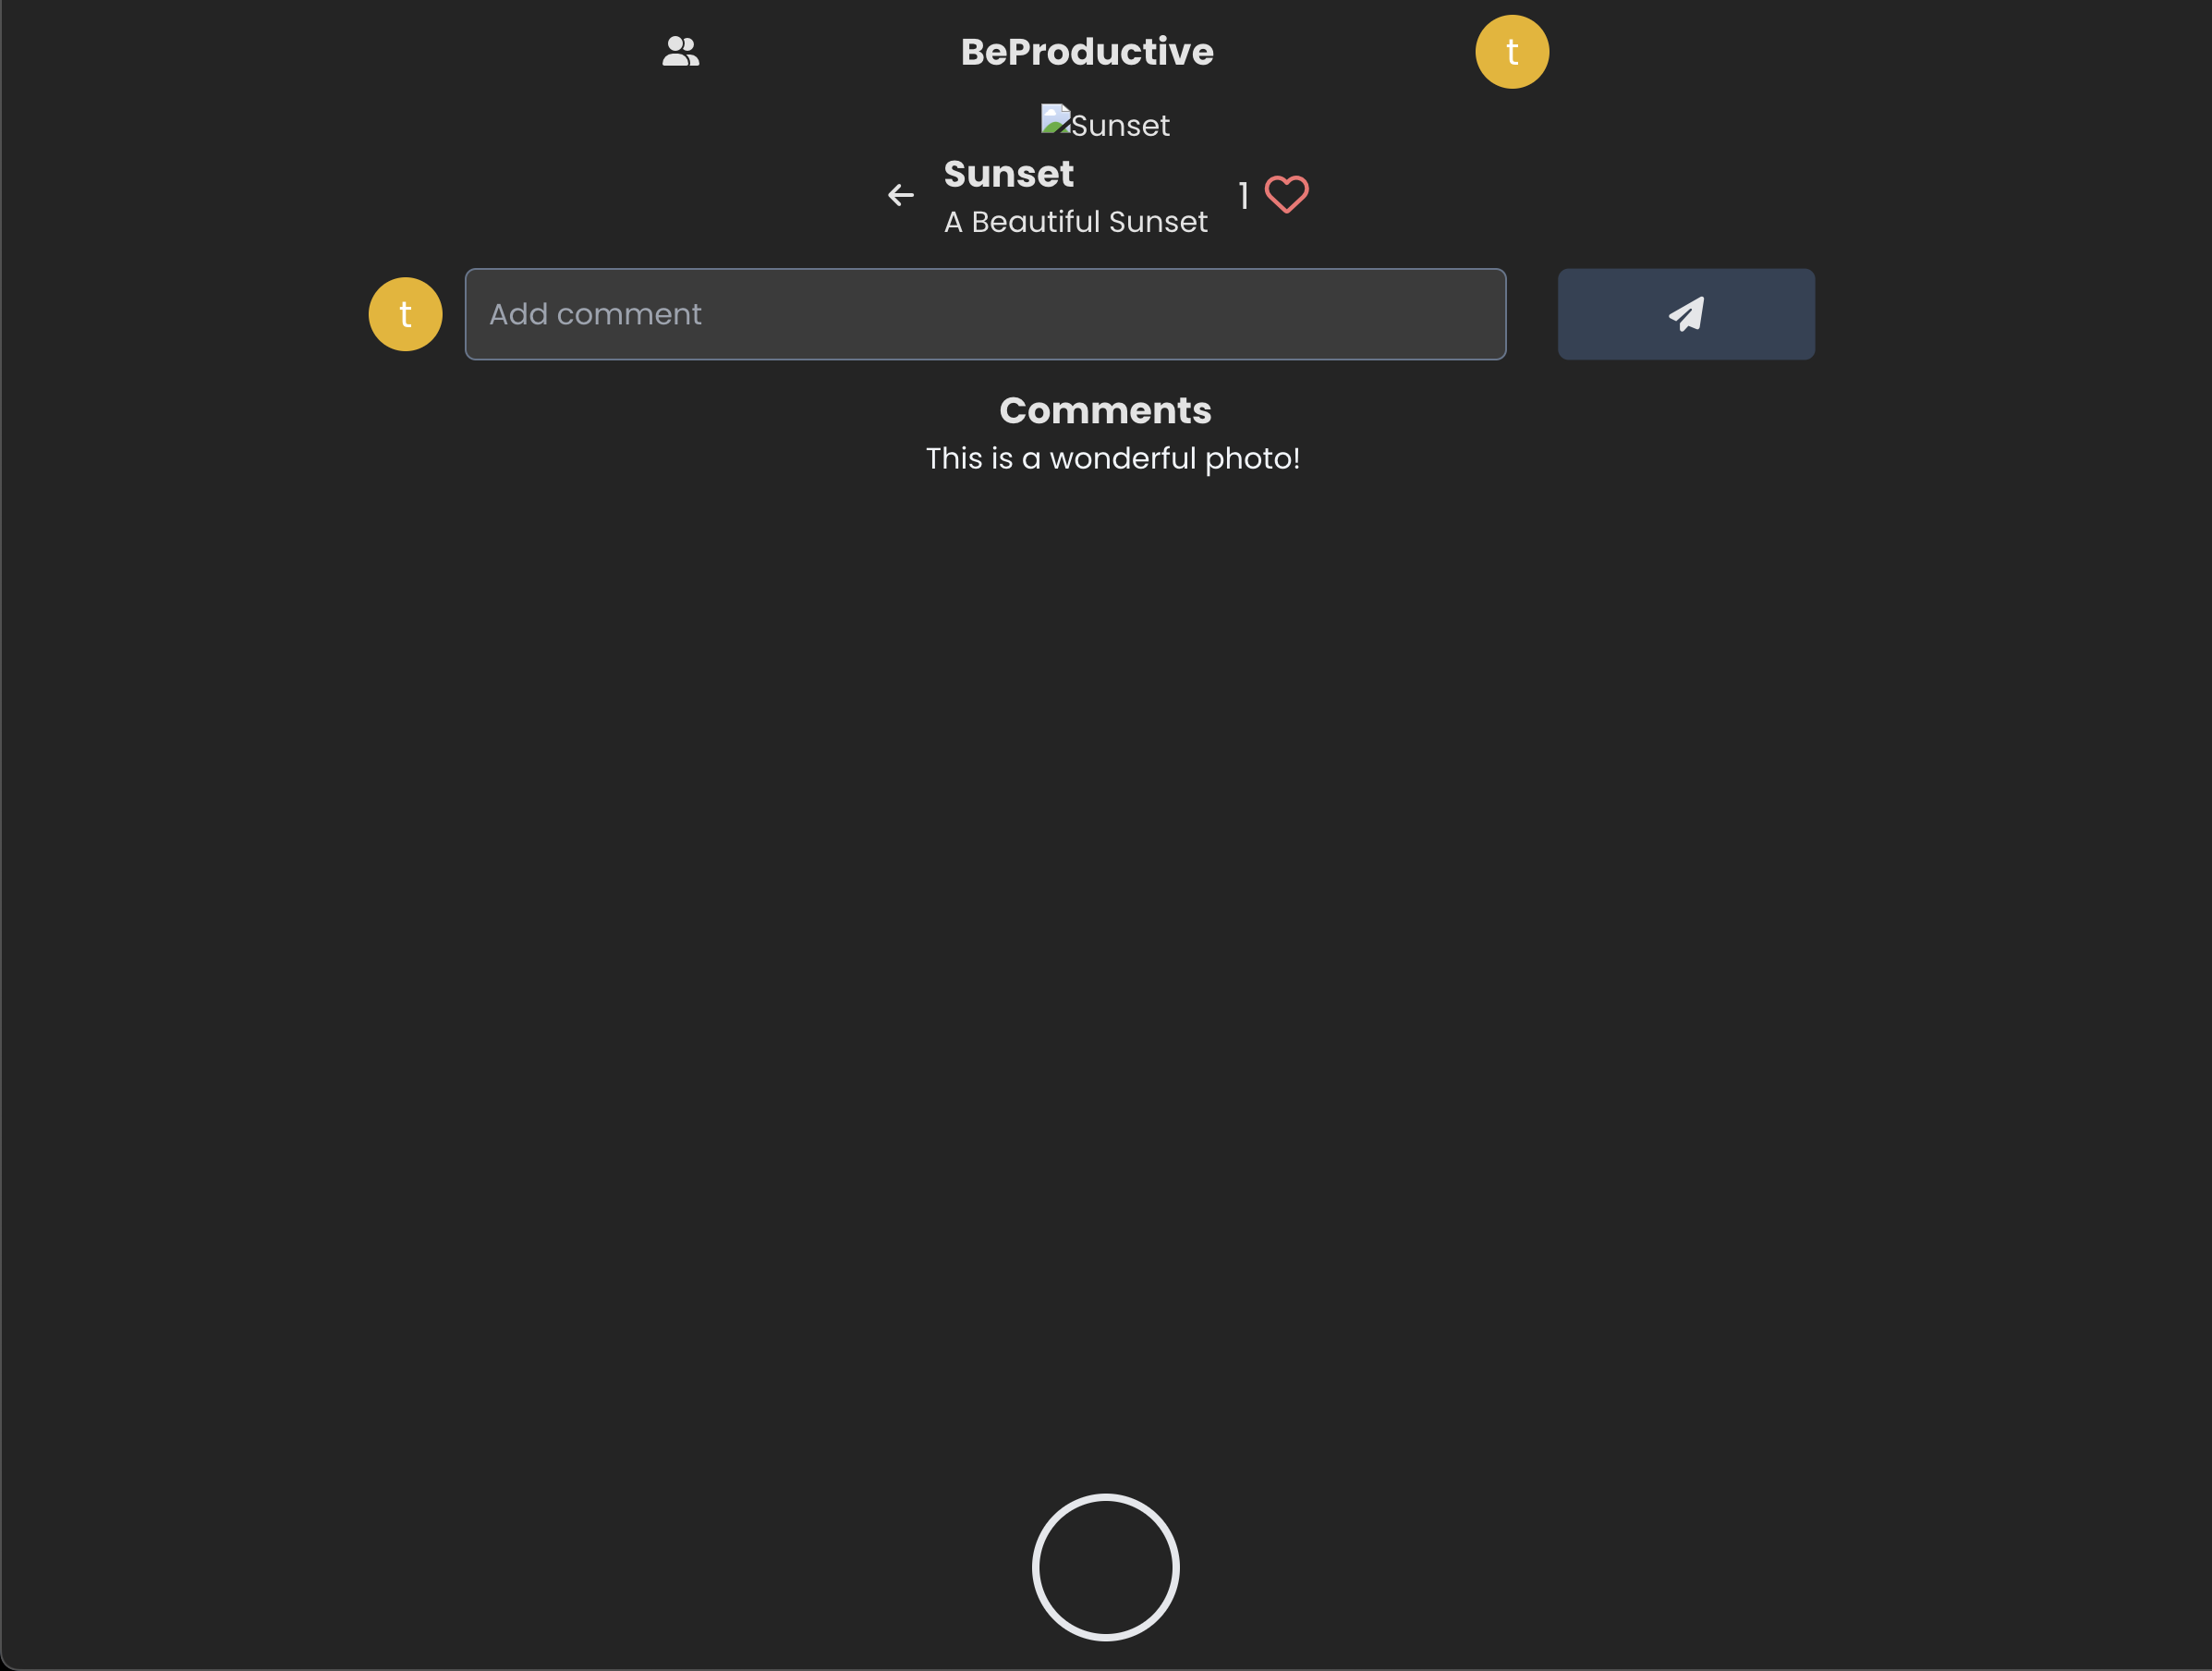 BeProductive
t
Sunset
Sunset
A Beautiful Sunset
1
t
Add comment
Comments
This is a wonderful photo!